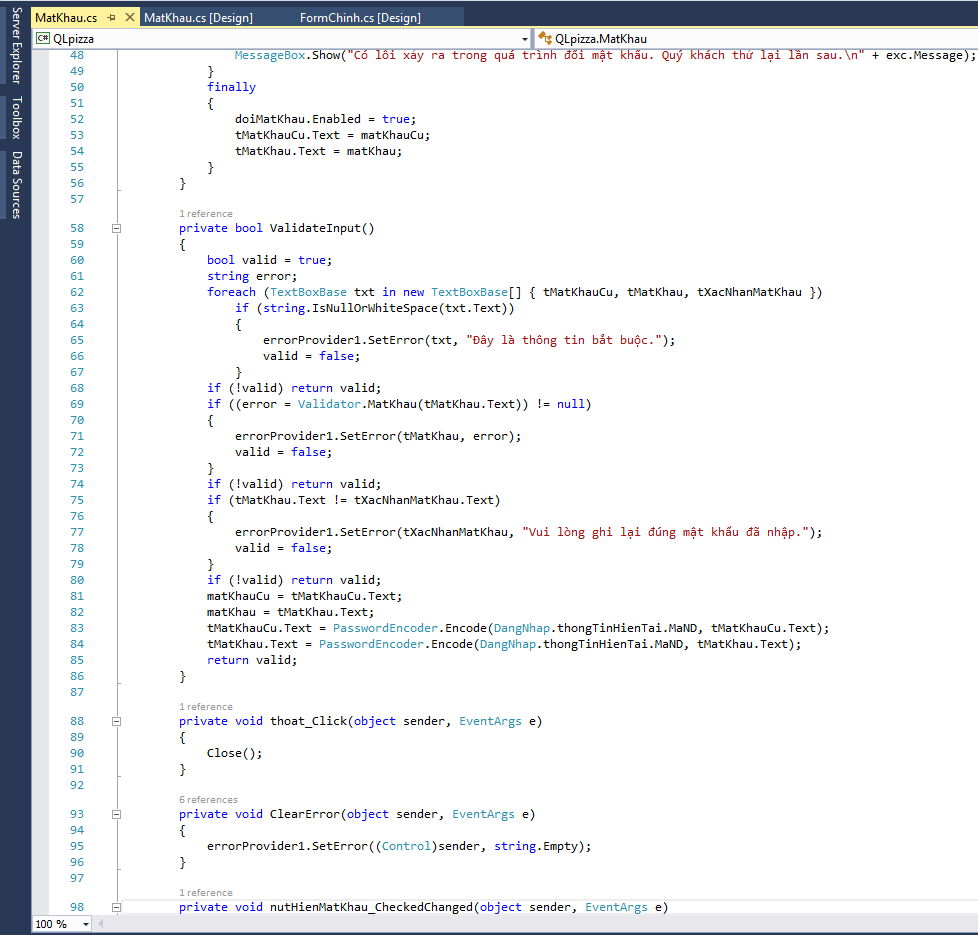 MatKhau.cs
MatKhau.cs [Design]
FormChinh.cs [Design]
Server Explorer
Toolbox
Data Sources
C# QLpizza
QLpizza.MatKhau
48 MessageBox.Show("Có lỗi xảy ra trong quá trình đổi mật khẩu. Quý khách thử lại lần sau.\n" + exc.Message);
49 }
50 finally
51 {
52 doiMatKhau.Enabled = true;
53 tMatKhauCu.Text = matKhauCu;
54 tMatKhau.Text = matKhau;
55 }
56 }
57
1 reference
58 private bool ValidateInput()
59 {
60 bool valid = true;
61 string error;
62 foreach (TextBoxBase txt in new TextBoxBase[] { tMatKhauCu, tMatKhau, tXacNhanMatKhau })
63 if (string.IsNullOrWhiteSpace(txt.Text))
64 {
65 errorProvider1.SetError(txt, "Đây là thông tin bắt buộc.");
66 valid = false;
67 }
68 if (!valid) return valid;
69 if ((error = Validator.MatKhau(tMatKhau.Text)) != null)
70 {
71 errorProvider1.SetError(tMatKhau, error);
72 valid = false;
73 }
74 if (!valid) return valid;
75 if (tMatKhau.Text != tXacNhanMatKhau.Text)
76 {
77 errorProvider1.SetError(tXacNhanMatKhau, "Vui lòng ghi lại đúng mật khẩu đã nhập.");
78 valid = false;
79 }
80 if (!valid) return valid;
81 matKhauCu = tMatKhauCu.Text;
82 matKhau = tMatKhau.Text;
83 tMatKhauCu.Text = PasswordEncoder.Encode(DangNhap.thongTinHienTai.MaND, tMatKhauCu.Text);
84 tMatKhau.Text = PasswordEncoder.Encode(DangNhap.thongTinHienTai.MaND, tMatKhau.Text);
85 return valid;
86 }
87
1 reference
88 private void thoat_Click(object sender, EventArgs e)
89 {
90 Close();
91 }
92
6 references
93 private void ClearError(object sender, EventArgs e)
94 {
95 errorProvider1.SetError((Control)sender, string.Empty);
96 }
97
1 reference
98 private void nutHienMatKhau_CheckedChanged(object sender, EventArgs e)
100 %